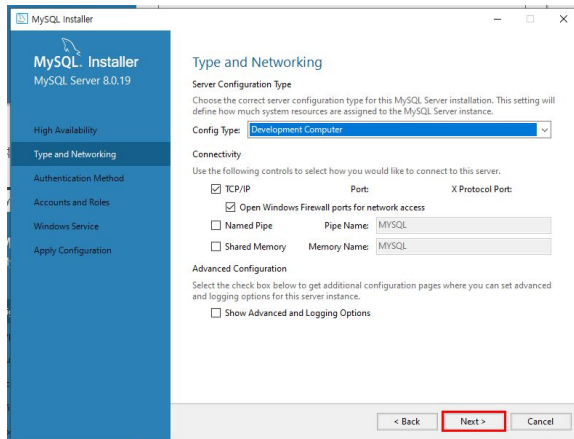 MySQL Installer
MySQL. Installer
MySQL Server 8.0.19
High Availability
Type and Networking
Authentication Method
Accounts and Roles
Windows Service
Apply Configuration
Type and Networking
Server Configuration Type
Choose the correct server configuration type for this MySQL Server installation. This setting will
define how much system resources are assigned to the MySQL Server instance.
Config Type: Development Computer
Connectivity
Use the following controls to select how you would like to connect to this server.
TCP/IP Port: X Protocol Port:
Open Windows Firewall ports for network access
Named Pipe Pipe Name: MYSQL
Shared Memory Memory Name: MYSQL
Advanced Configuration
Select the check box below to get additional configuration pages where you can set advanced
and logging options for this server instance.
Show Advanced and Logging Options
< Back Next > Cancel